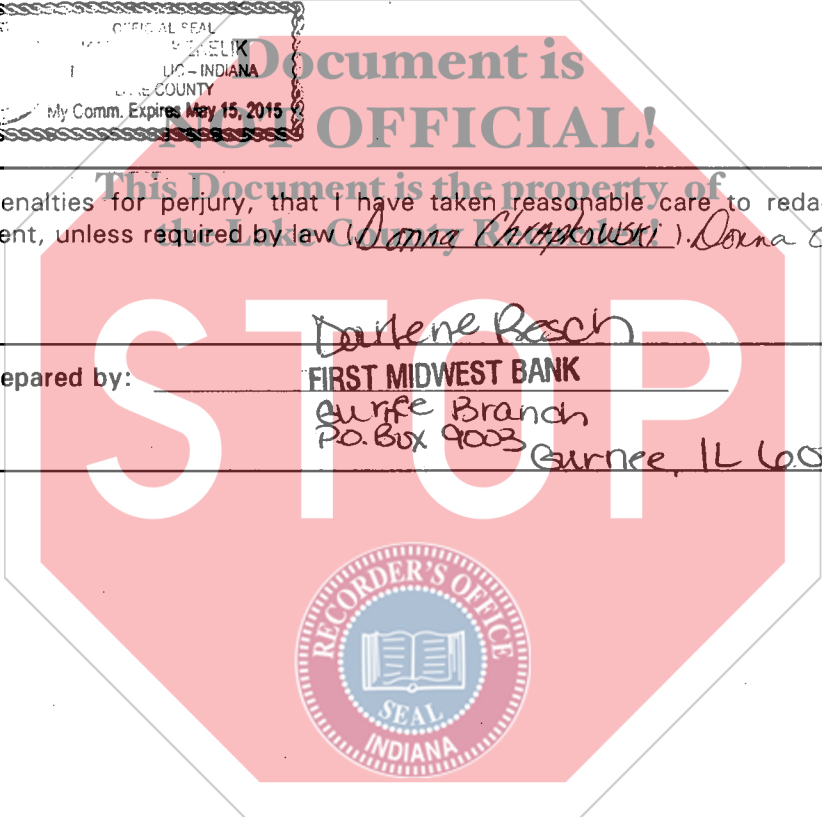 OFFICIAL SEAL
LIC – INDIANA
COUNTY
My Comm. Expires May 15, 2015
Document is
NOT OFFICIAL!
This Document is the property of
the Lake County Recorder!
enalties for perjury, that I have taken reasonable care to reda
ent, unless required by law (Donna Chrapkowski). Donna C
STOP
Darlene Besch
epared by: FIRST MIDWEST BANK
Gurnee Branch
P.O. Box 9003
Gurnee, IL 60
RECORDER'S OFFICE
SEAL
INDIANA